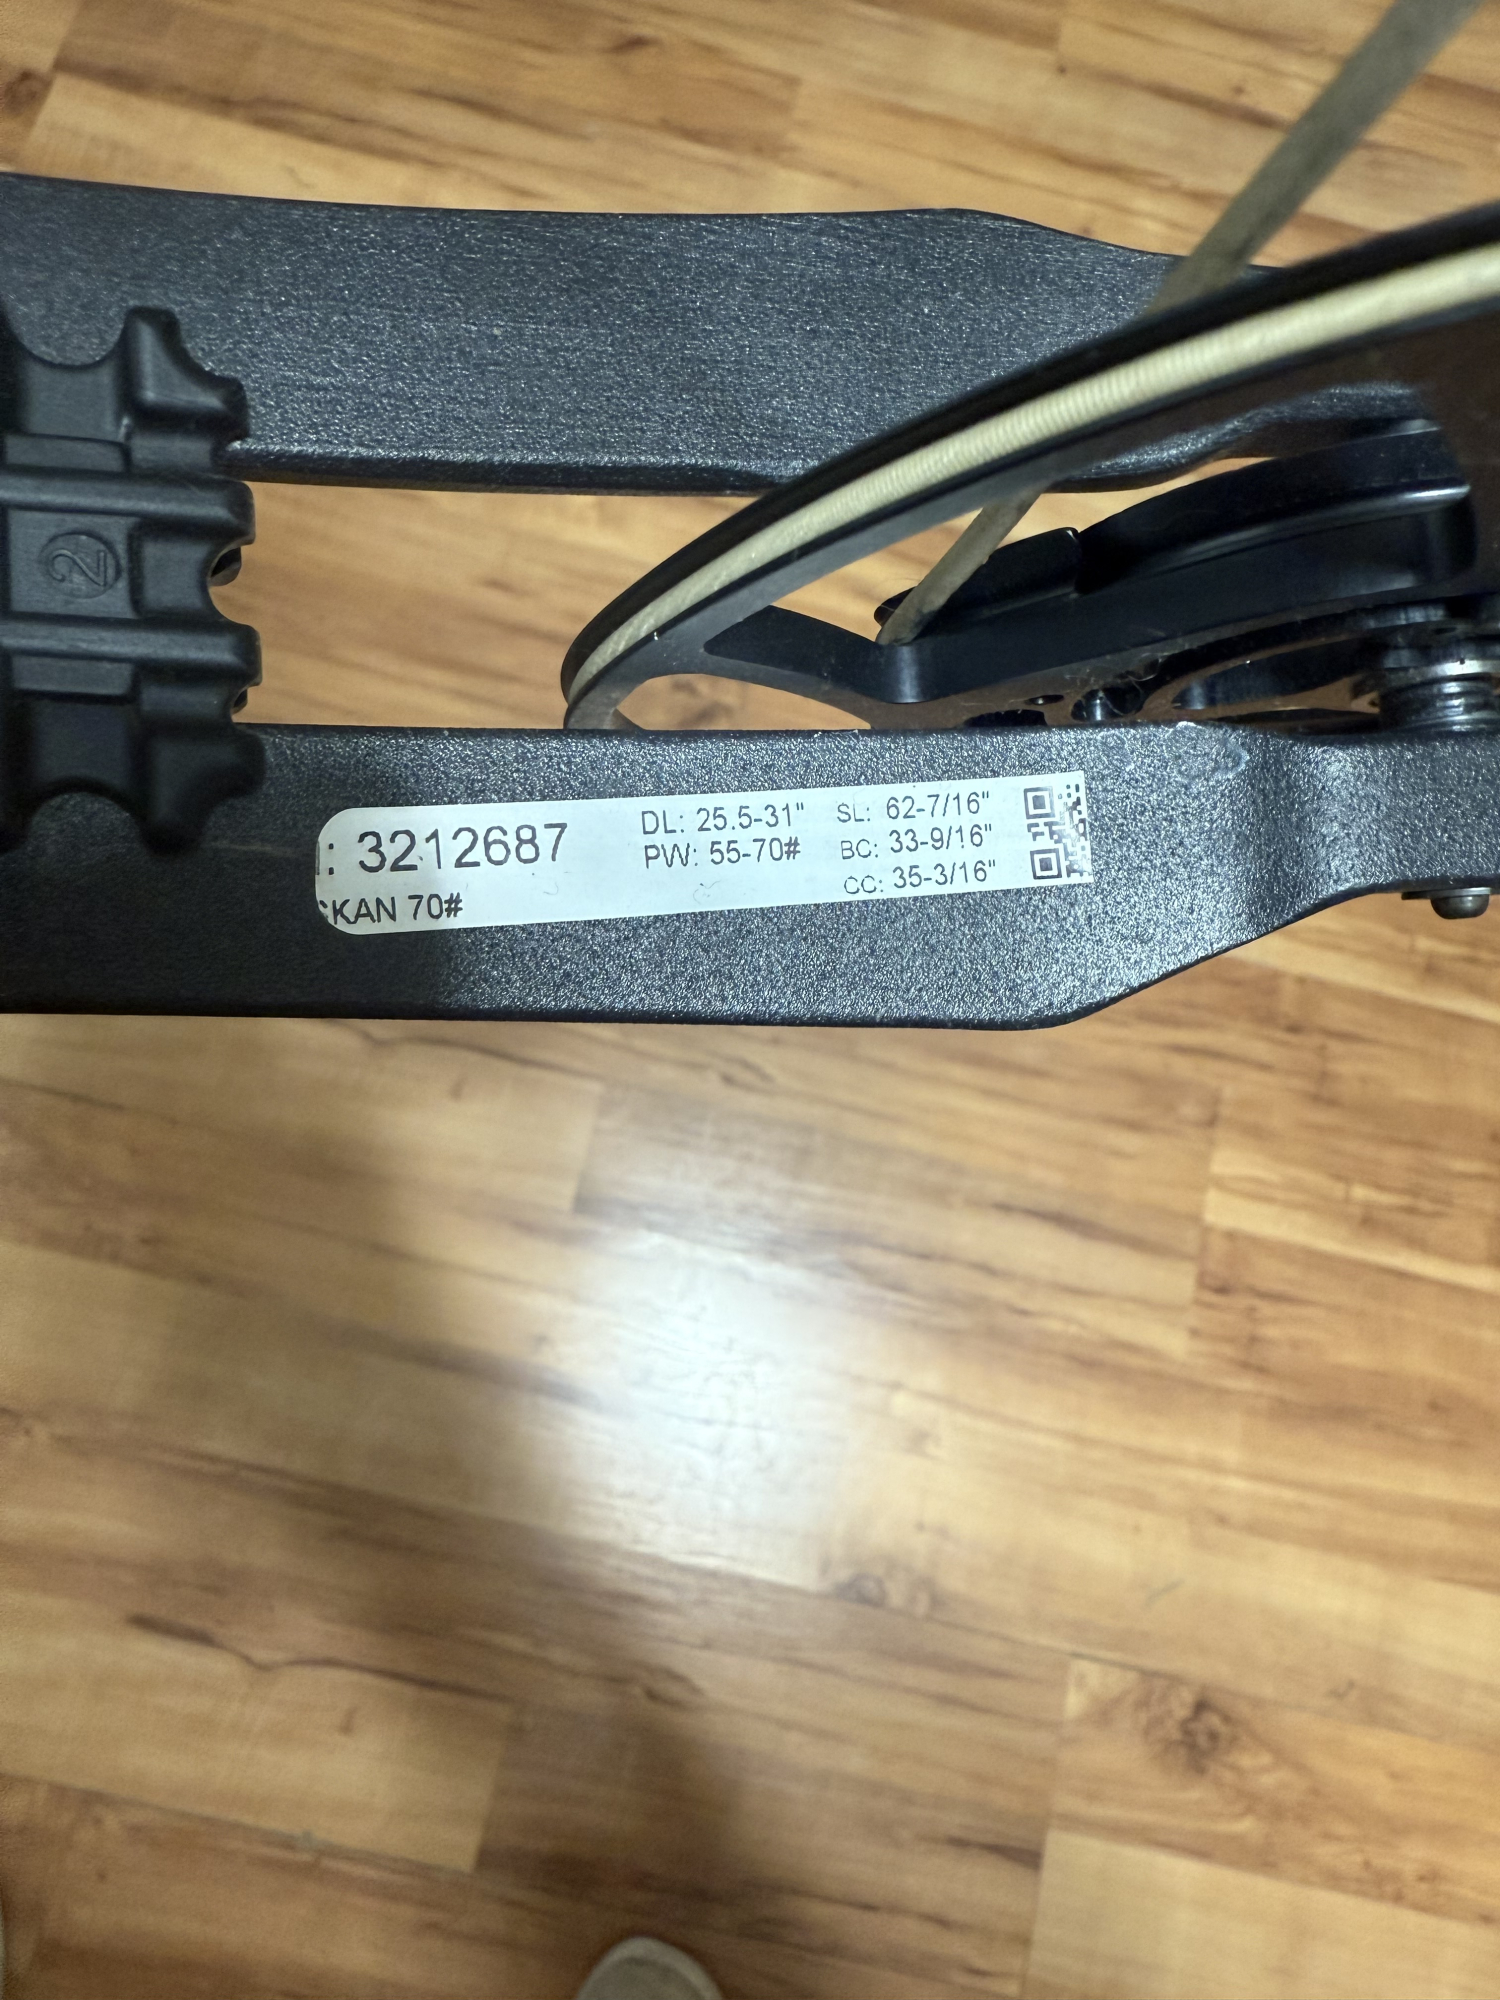 : 3212687
KAN 70#
DL: 25.5-31"
PW: 55-70#
SL: 62-7/16"
BC: 33-9/16"
CC: 35-3/16"
2